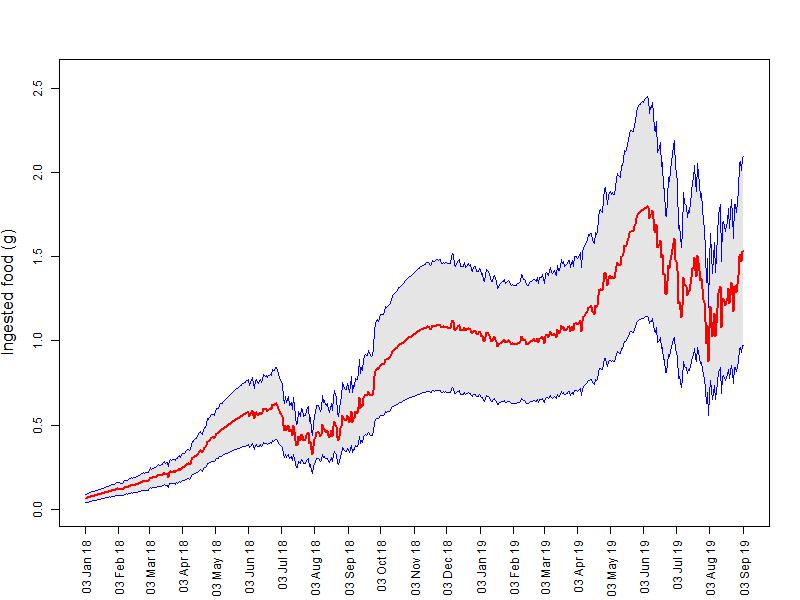 Ingested food (g)
2.5
2.0
1.5
1.0
0.5
0.0
03 Jan 18
03 Feb 18
03 Mar 18
03 Apr 18
03 May 18
03 Jun 18
03 Jul 18
03 Aug 18
03 Sep 18
03 Oct 18
03 Nov 18
03 Dec 18
03 Jan 19
03 Feb 19
03 Mar 19
03 Apr 19
03 May 19
03 Jun 19
03 Jul 19
03 Aug 19
03 Sep 19